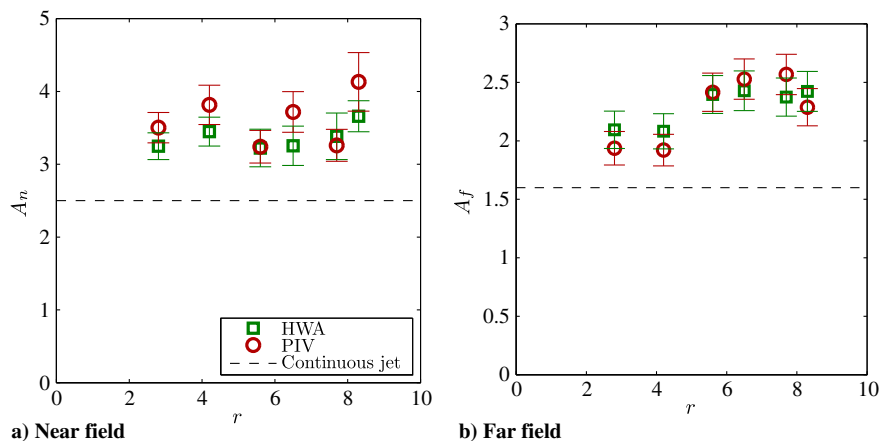 5
4
3
2
1
0
A_n
0 2 4 6 8 10
r
HWA
PIV
Continuous jet
a) Near field
3
2.5
2
1.5
1
0.5
0
A_f
0 2 4 6 8 10
r
b) Far field